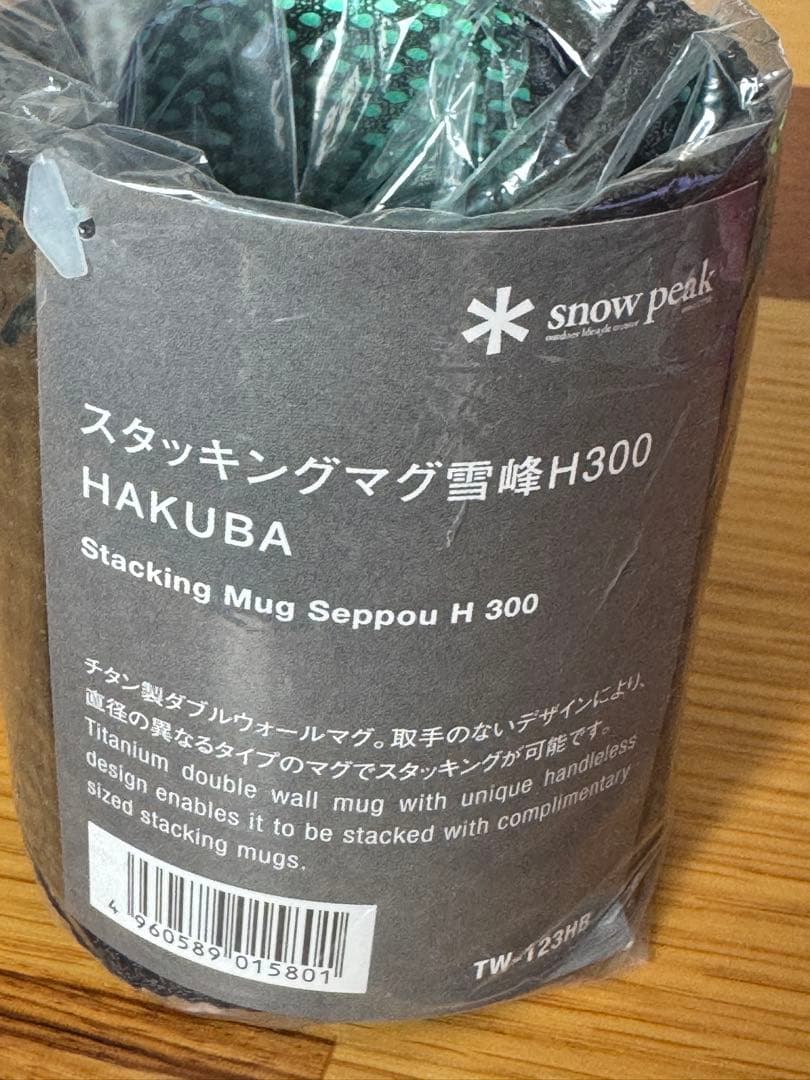 snow peak
outdoor lifestyle creator
スタッキングマグ雪峰H300
HAKUBA
Stacking Mug Seppou H 300
チタン製ダブルウォールマグ。取手のないデザインにより、
直径の異なるタイプのマグでスタッキングが可能です。
Titanium double wall mug with unique handleless
design enables it to be stacked with complimentary
sized stacking mugs.
4 960589 015801
TW-123HB